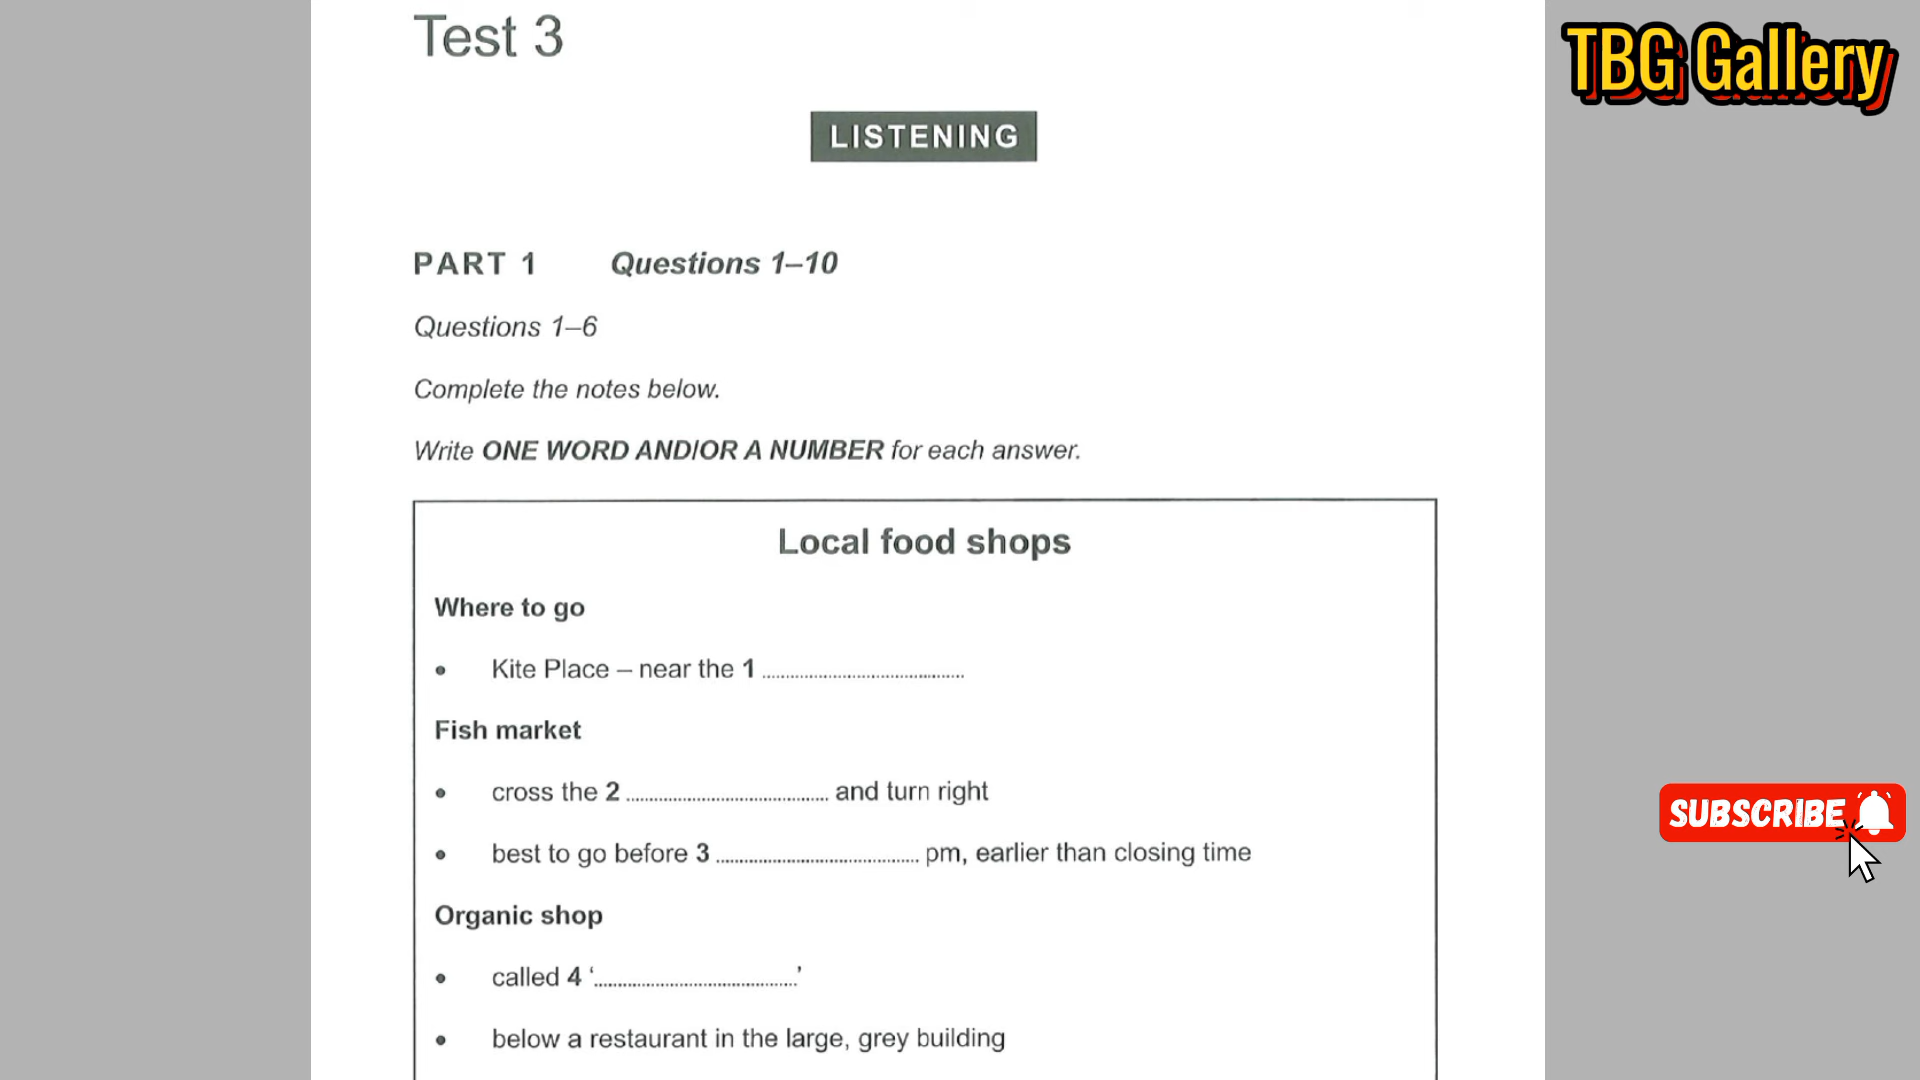 Test 3
TBG Gallery
LISTENING
PART 1 Questions 1–10
Questions 1–6
Complete the notes below.
Write ONE WORD AND/OR A NUMBER for each answer.
Local food shops
Where to go
• Kite Place – near the 1 ..........................................
Fish market
• cross the 2 .......................................... and turn right
• best to go before 3 .......................................... pm, earlier than closing time
SUBSCRIBE
Organic shop
• called 4 ‘..........................................’
• below a restaurant in the large, grey building